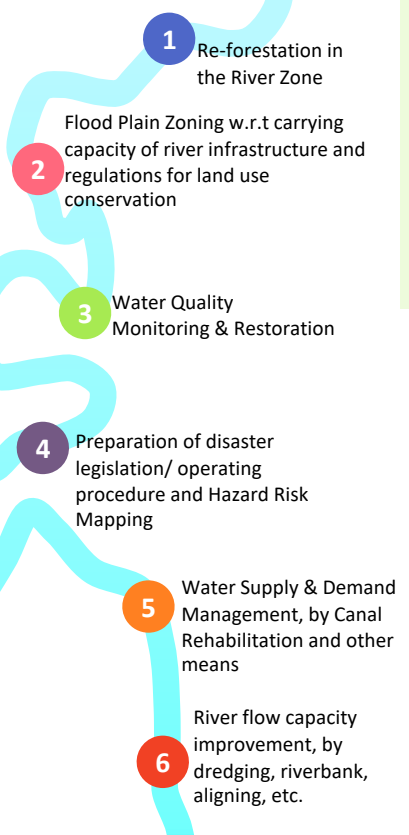 1
Re-forestation in
the River Zone
2
Flood Plain Zoning w.r.t carrying
capacity of river infrastructure and
regulations for land use
conservation
3
Water Quality
Monitoring & Restoration
4
Preparation of disaster
legislation/ operating
procedure and Hazard Risk
Mapping
5
Water Supply & Demand
Management, by Canal
Rehabilitation and other
means
6
River flow capacity
improvement, by
dredging, riverbank,
aligning, etc.